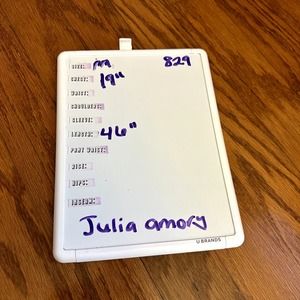 SIZE: M 829
CHEST: 19"
WAIST:
SHOULDERS:
SLEEVE:
LENGTH: 46"
PANT WAIST:
RISE:
HIPS:
INSEAM:
Julia amory
U BRANDS